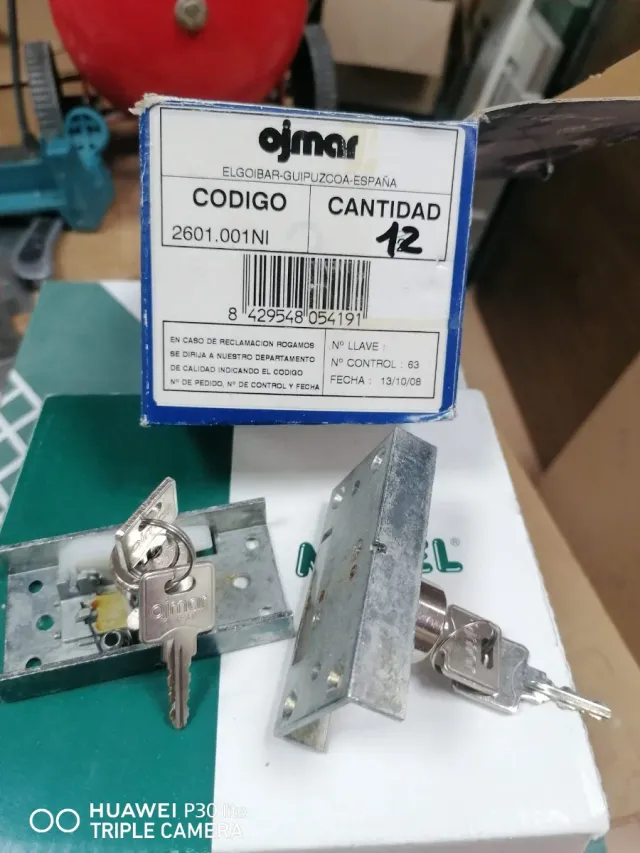 ojmar
ELGOIBAR-GUIPUZCOA-ESPAÑA
CODIGO
CANTIDAD
2601.001NI
12
8 429548 054191
EN CASO DE RECLAMACION ROGAMOS
SE DIRIJA A NUESTRO DEPARTAMENTO
DE CALIDAD INDICANDO EL CODIGO
Nº DE PEDIDO, Nº DE CONTROL Y FECHA
Nº LLAVE :
Nº CONTROL : 63
FECHA : 13/10/08
ojmar
HUAWEI P30 lite
TRIPLE CAMERA